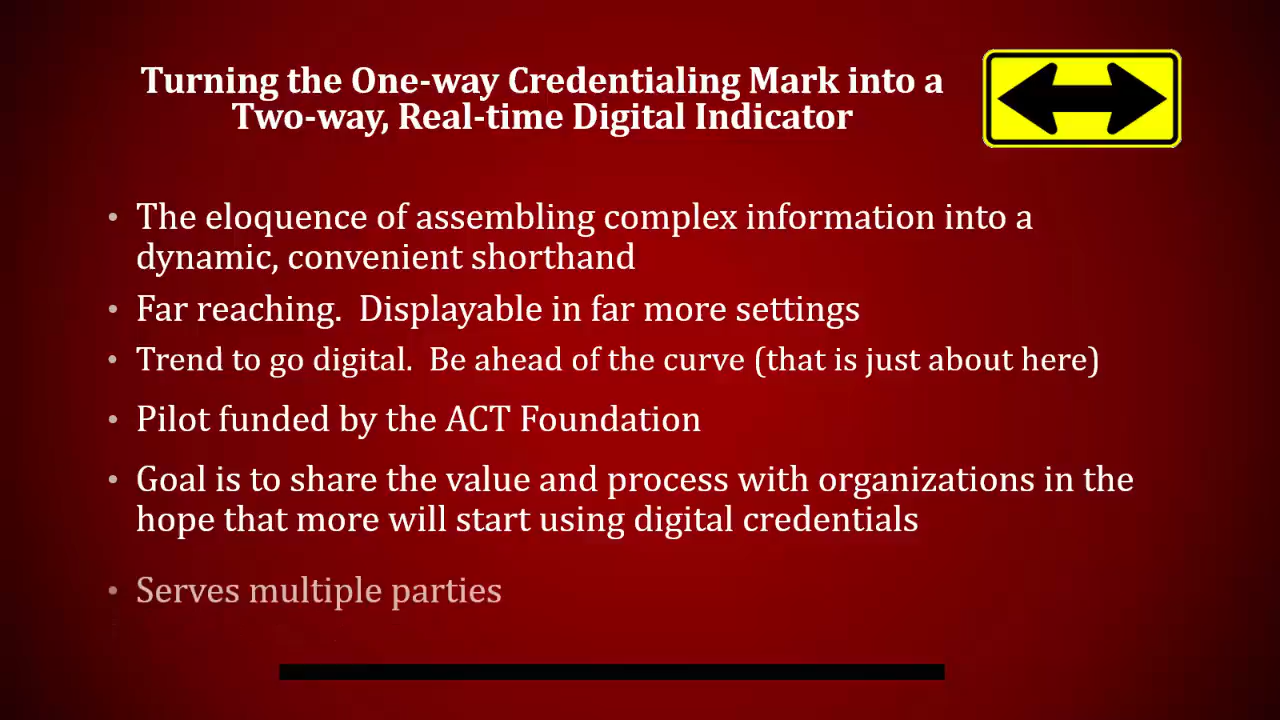 Turning the One-way Credentialing Mark into a
Two-way, Real-time Digital Indicator
• The eloquence of assembling complex information into a
dynamic, convenient shorthand
• Far reaching.  Displayable in far more settings
• Trend to go digital.  Be ahead of the curve (that is just about here)
• Pilot funded by the ACT Foundation
• Goal is to share the value and process with organizations in the
hope that more will start using digital credentials
• Serves multiple parties